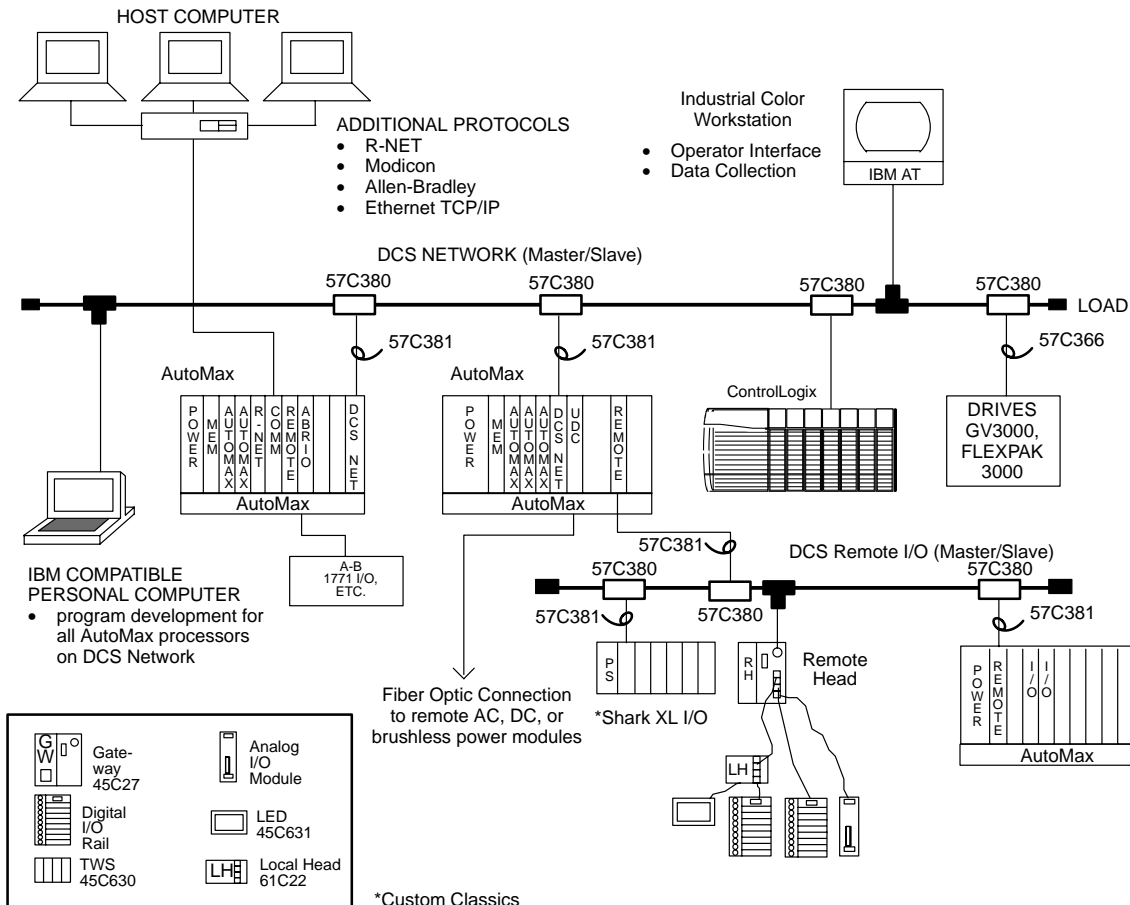 HOST COMPUTER
ADDITIONAL PROTOCOLS
• R-NET
• Modicon
• Allen-Bradley
• Ethernet TCP/IP
Industrial Color
Workstation
• Operator Interface
• Data Collection
IBM AT
DCS NETWORK (Master/Slave)
57C380
57C380
57C380
57C380
LOAD
57C381
57C381
57C366
AutoMax
AutoMax
ControlLogix
POWER
MEM
AUTOMAX
AUTOMAX
R-NET
COMM
REMOTE
ABRIO
DCS NET
AutoMax
POWER
MEM
AUTOMAX
AUTOMAX
AUTOMAX
DCS NET
UDC
REMOTE
AutoMax
DRIVES
GV3000,
FLEXPAK
3000
A-B
1771 I/O,
ETC.
IBM COMPATIBLE
PERSONAL COMPUTER
• program development for
all AutoMax processors
on DCS Network
57C381
DCS Remote I/O (Master/Slave)
57C380
57C380
57C380
57C381
57C381
PS
*Shark XL I/O
RH
Remote
Head
POWER
REMOTE
I/O
I/O
AutoMax
Fiber Optic Connection
to remote AC, DC, or
brushless power modules
LH
GW
Gate-
way
45C27
Analog
I/O
Module
Digital
I/O
Rail
LED
45C631
TWS
45C630
LH
Local Head
61C22
*Custom Classics